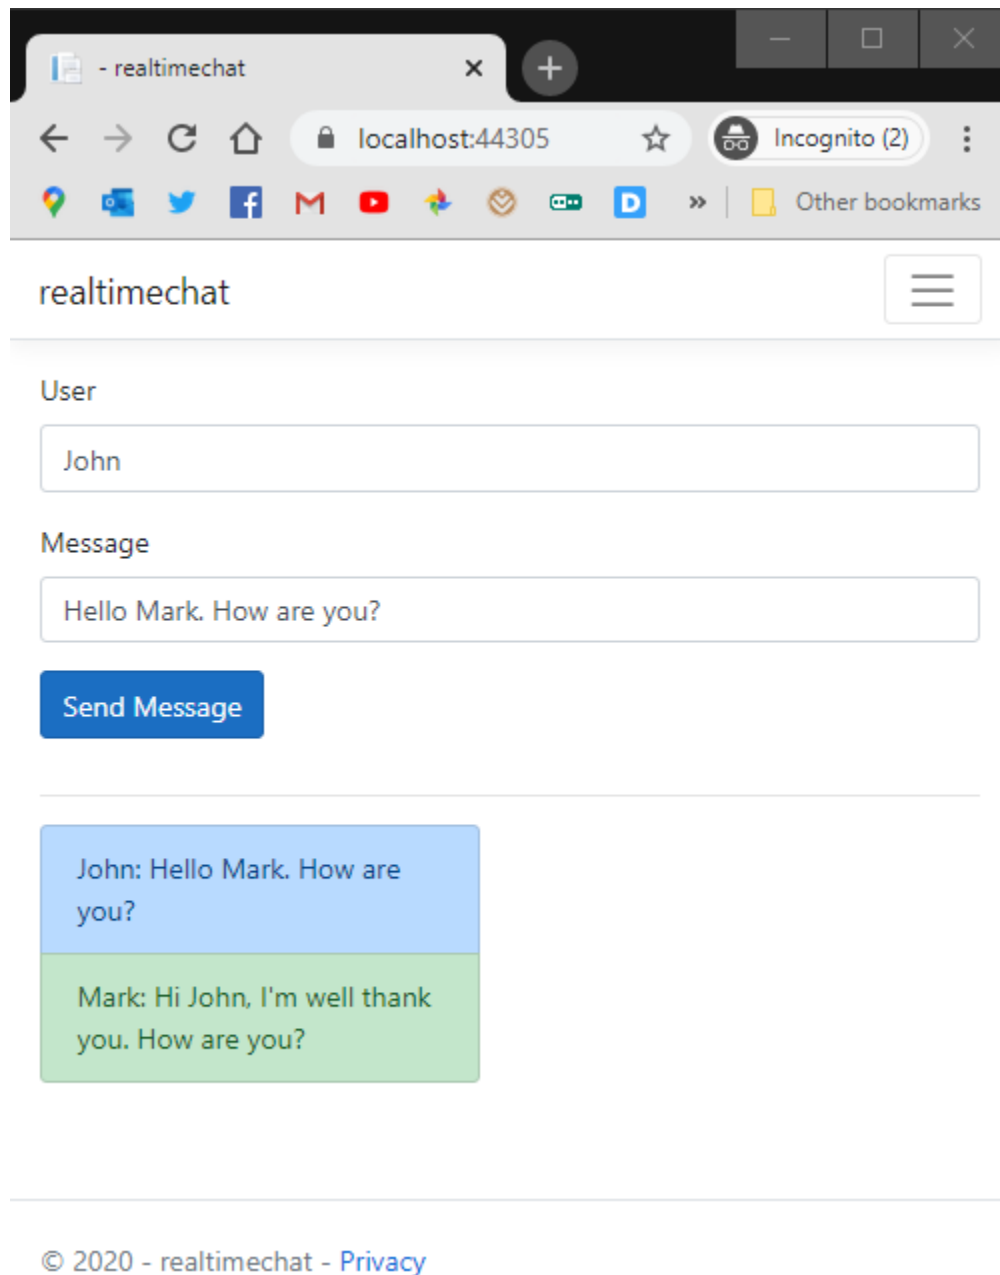 - realtimechat
localhost:44305
Incognito (2)
D
Other bookmarks
realtimechat
User
John
Message
Hello Mark. How are you?
Send Message
John: Hello Mark. How are
you?
Mark: Hi John, I'm well thank
you. How are you?
© 2020 - realtimechat - Privacy